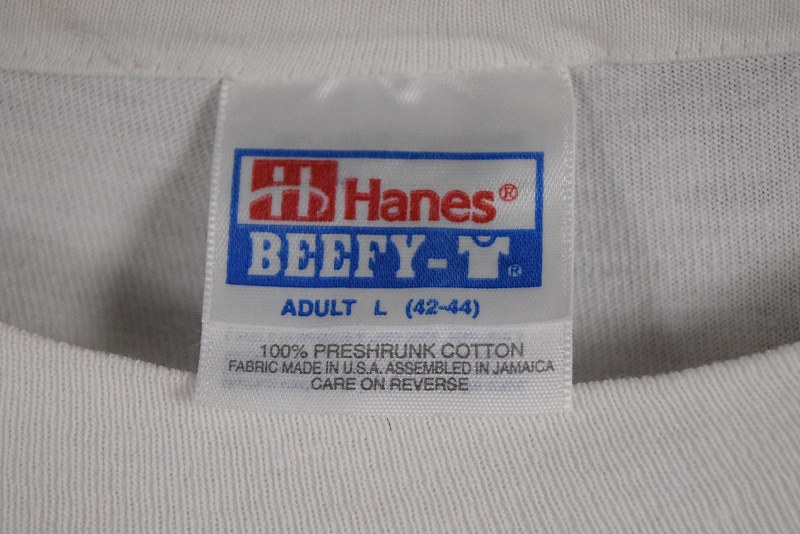 Hanes®
BEEFY-T®
ADULT L (42-44)
100% PRESHRUNK COTTON
FABRIC MADE IN U.S.A. ASSEMBLED IN JAMAICA
CARE ON REVERSE